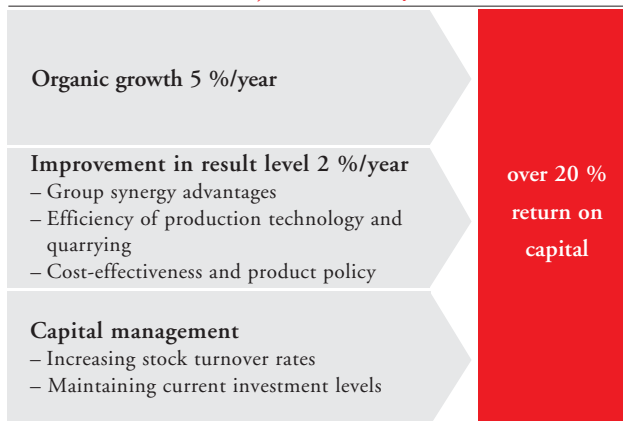 Organic growth 5 %/year
Improvement in result level 2 %/year
– Group synergy advantages
– Efficiency of production technology and
quarrying
– Cost-effectiveness and product policy
Capital management
– Increasing stock turnover rates
– Maintaining current investment levels
over 20 %
return on
capital